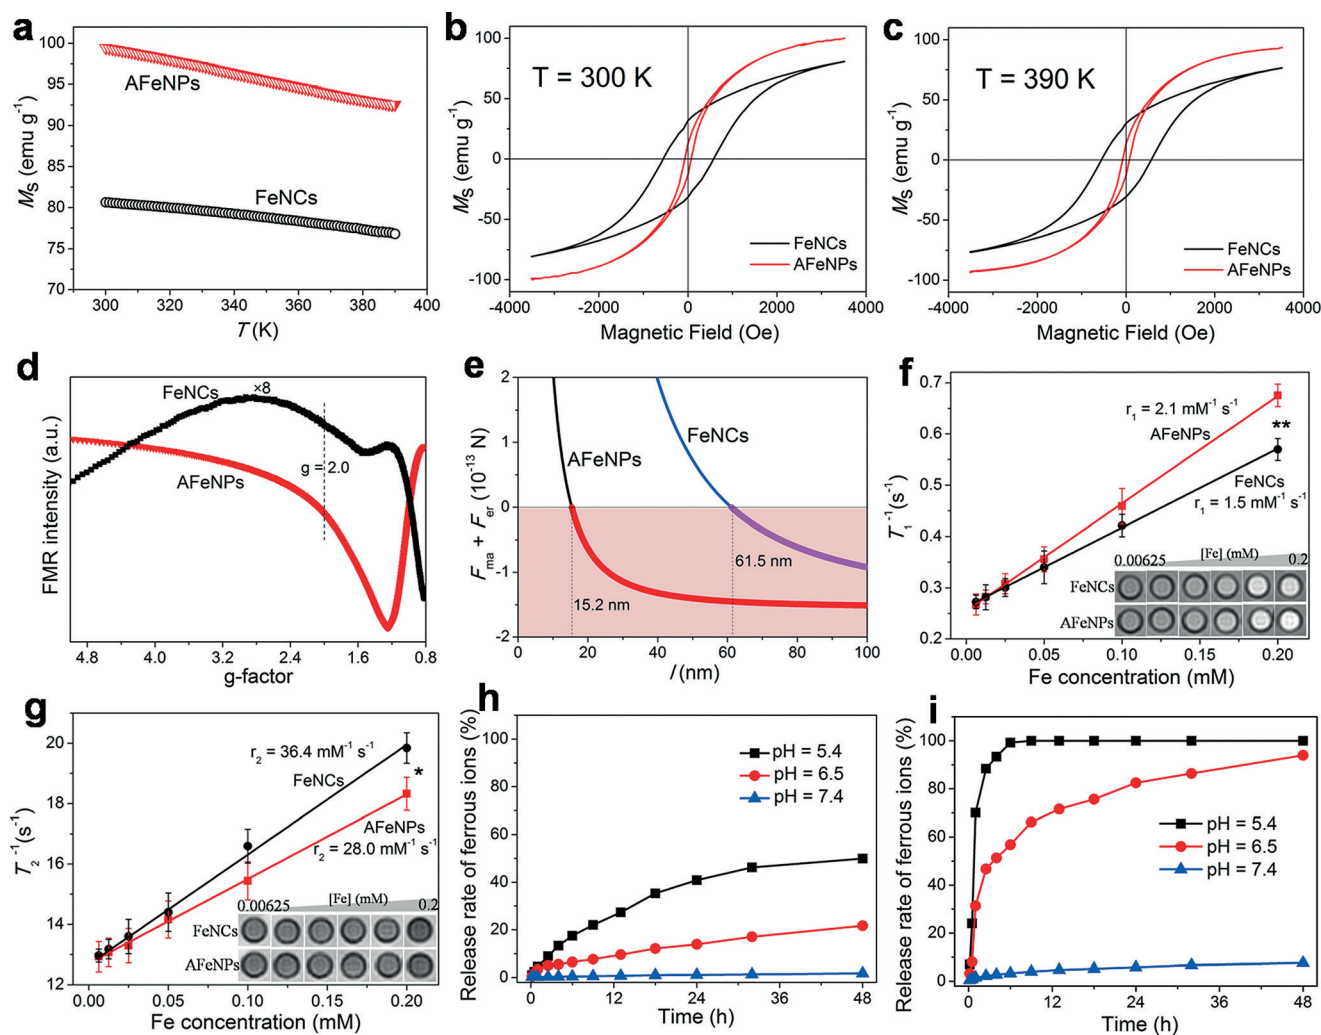 a
100
95
90
85
80
75
70
M_S (emu g⁻¹)
AFeNPs
FeNCs
300
320
340
360
380
400
T (K)
b
100
50
0
-50
-100
M_S (emu g⁻¹)
T = 300 K
FeNCs
AFeNPs
-4000
-2000
0
2000
4000
Magnetic Field (Oe)
c
100
50
0
-50
-100
M_S (emu g⁻¹)
T = 390 K
FeNCs
AFeNPs
-4000
-2000
0
2000
4000
Magnetic Field (Oe)
d
FMR intensity (a.u.)
FeNCs
×8
g = 2.0
AFeNPs
4.8
4.0
3.2
2.4
1.6
0.8
g-factor
e
2
1
0
-1
-2
F_ma + F_er (10⁻¹³ N)
AFeNPs
FeNCs
15.2 nm
61.5 nm
0
20
40
60
80
100
l (nm)
f
0.7
0.6
0.5
0.4
0.3
0.2
T₁⁻¹(s⁻¹)
r₁ = 2.1 mM⁻¹ s⁻¹
AFeNPs
**
FeNCs
r₁ = 1.5 mM⁻¹ s⁻¹
0.00625
[Fe] (mM)
0.2
FeNCs
AFeNPs
0.00
0.05
0.10
0.15
0.20
Fe concentration (mM)
g
20
18
16
14
12
T₂⁻¹(s⁻¹)
r₂ = 36.4 mM⁻¹ s⁻¹
FeNCs
*
AFeNPs
r₂ = 28.0 mM⁻¹ s⁻¹
0.00625
[Fe] (mM)
0.2
FeNCs
AFeNPs
0.00
0.05
0.10
0.15
0.20
Fe concentration (mM)
h
100
80
60
40
20
0
Release rate of ferrous ions (%)
pH = 5.4
pH = 6.5
pH = 7.4
0
12
24
36
48
Time (h)
i
100
80
60
40
20
0
Release rate of ferrous ions (%)
pH = 5.4
pH = 6.5
pH = 7.4
0
12
24
36
48
Time (h)